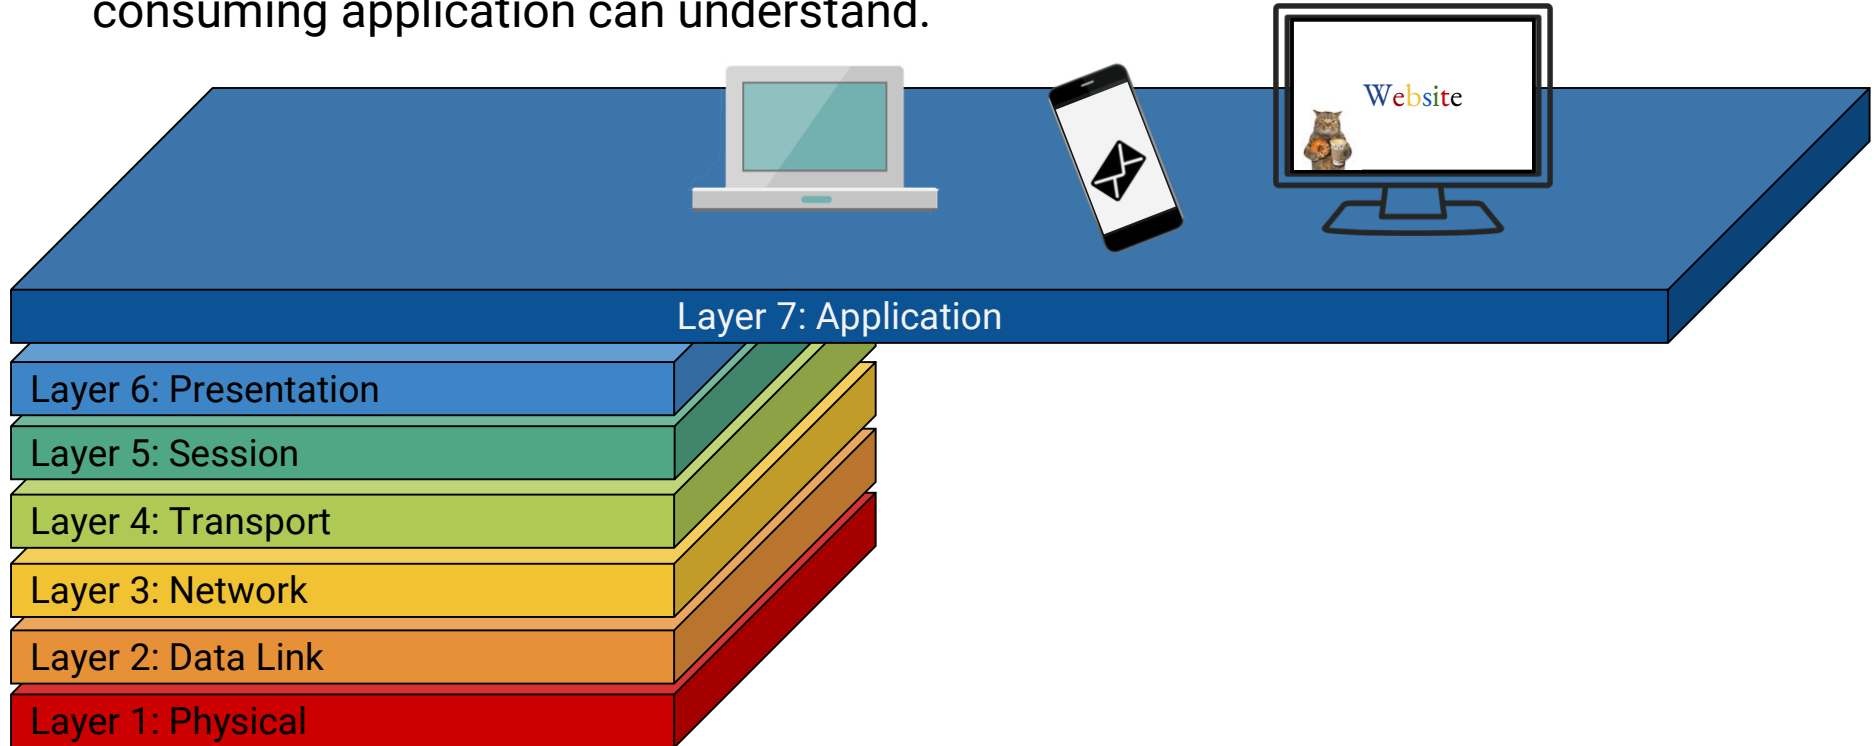 consuming application can understand.
Website
Layer 7: Application
Layer 6: Presentation
Layer 5: Session
Layer 4: Transport
Layer 3: Network
Layer 2: Data Link
Layer 1: Physical